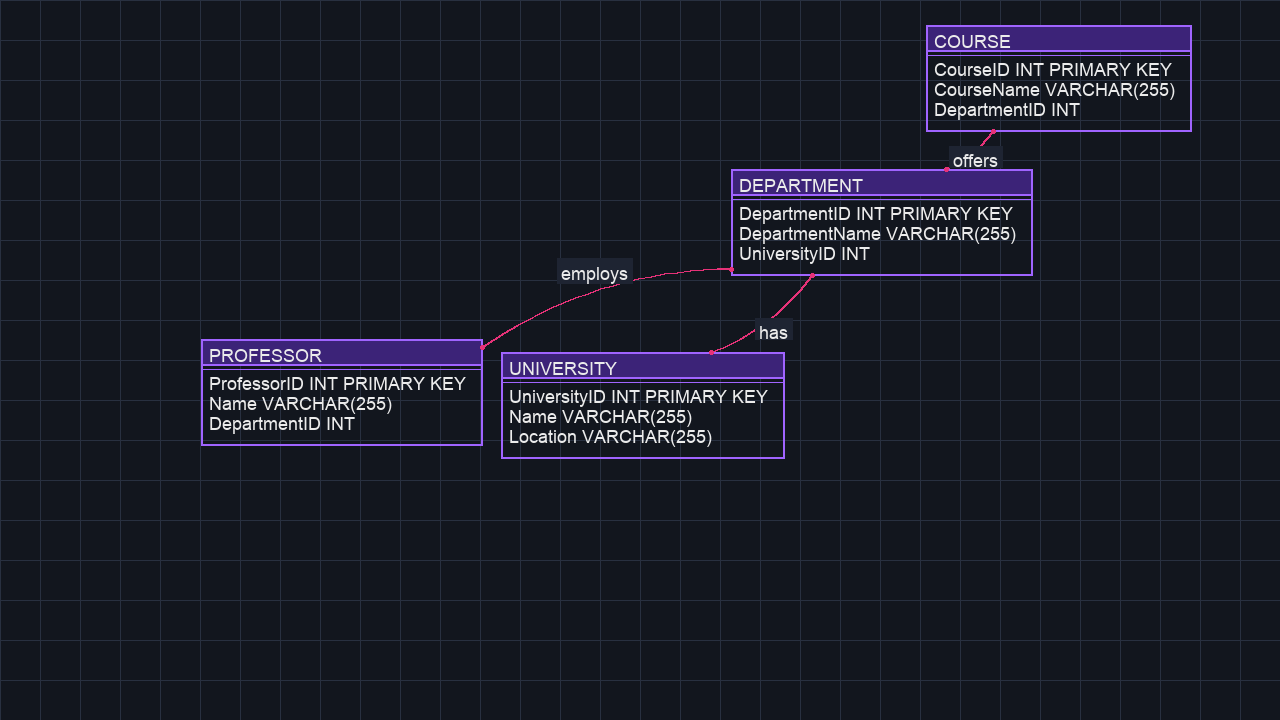 COURSE
CourseID INT PRIMARY KEY
CourseName VARCHAR(255)
DepartmentID INT
offers
DEPARTMENT
DepartmentID INT PRIMARY KEY
DepartmentName VARCHAR(255)
UniversityID INT
employs
has
PROFESSOR
ProfessorID INT PRIMARY KEY
Name VARCHAR(255)
DepartmentID INT
UNIVERSITY
UniversityID INT PRIMARY KEY
Name VARCHAR(255)
Location VARCHAR(255)